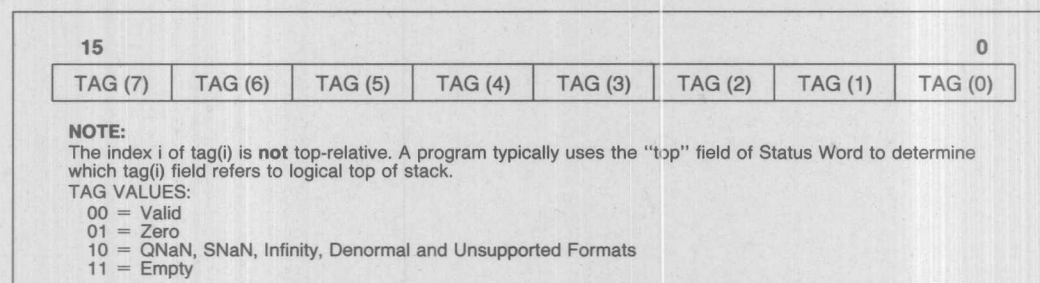 15 0
TAG (7) TAG (6) TAG (5) TAG (4) TAG (3) TAG (2) TAG (1) TAG (0)
NOTE:
The index i of tag(i) is not top-relative. A program typically uses the "top" field of Status Word to determine
which tag(i) field refers to logical top of stack.
TAG VALUES:
00 = Valid
01 = Zero
10 = QNaN, SNaN, Infinity, Denormal and Unsupported Formats
11 = Empty